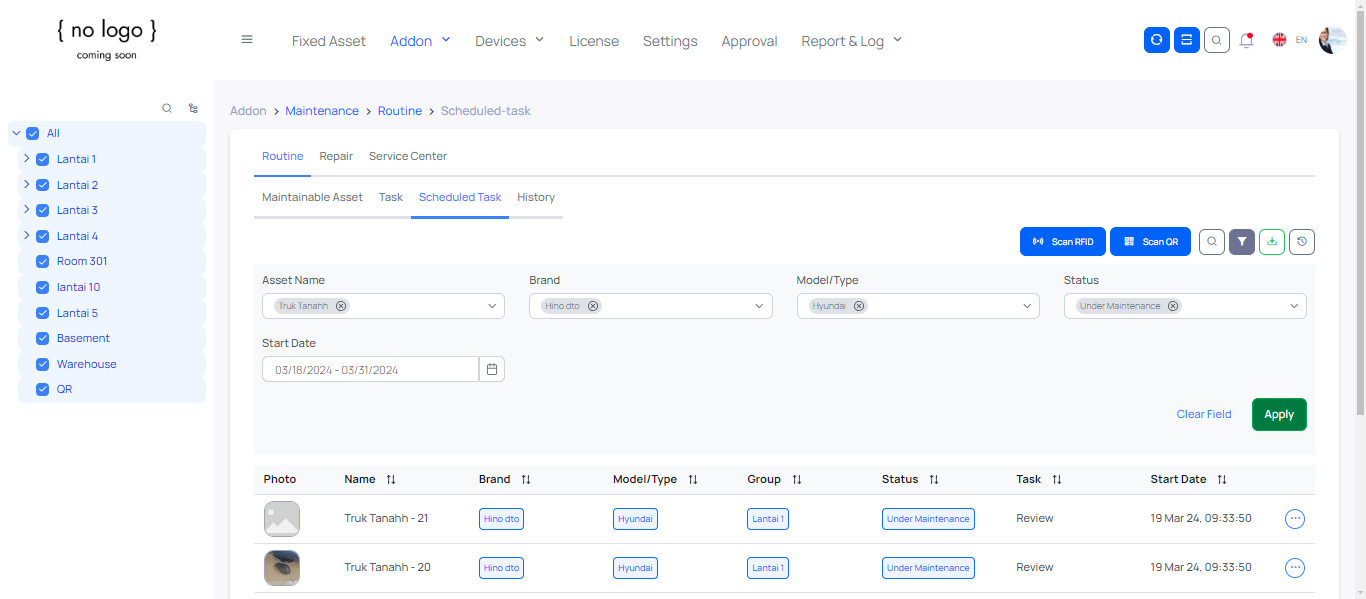 { no logo }
coming soon
Fixed Asset Addon Devices License Settings Approval Report & Log EN
All
Lantai 1
Lantai 2
Lantai 3
Lantai 4
Room 301
lantai 10
Lantai 5
Basement
Warehouse
QR
Addon > Maintenance > Routine > Scheduled-task
Routine Repair Service Center
Maintainable Asset Task Scheduled Task History
Scan RFID Scan QR
Asset Name Brand Model/Type Status
Truk Tanahh Hino dto Hyundai Under Maintenance
Start Date
03/18/2024 - 03/31/2024
Clear Field Apply
Photo Name Brand Model/Type Group Status Task Start Date
Truk Tanahh - 21 Hino dto Hyundai Lantai 1 Under Maintenance Review 19 Mar 24, 09:33:50
Truk Tanahh - 20 Hino dto Hyundai Lantai 1 Under Maintenance Review 19 Mar 24, 09:33:50